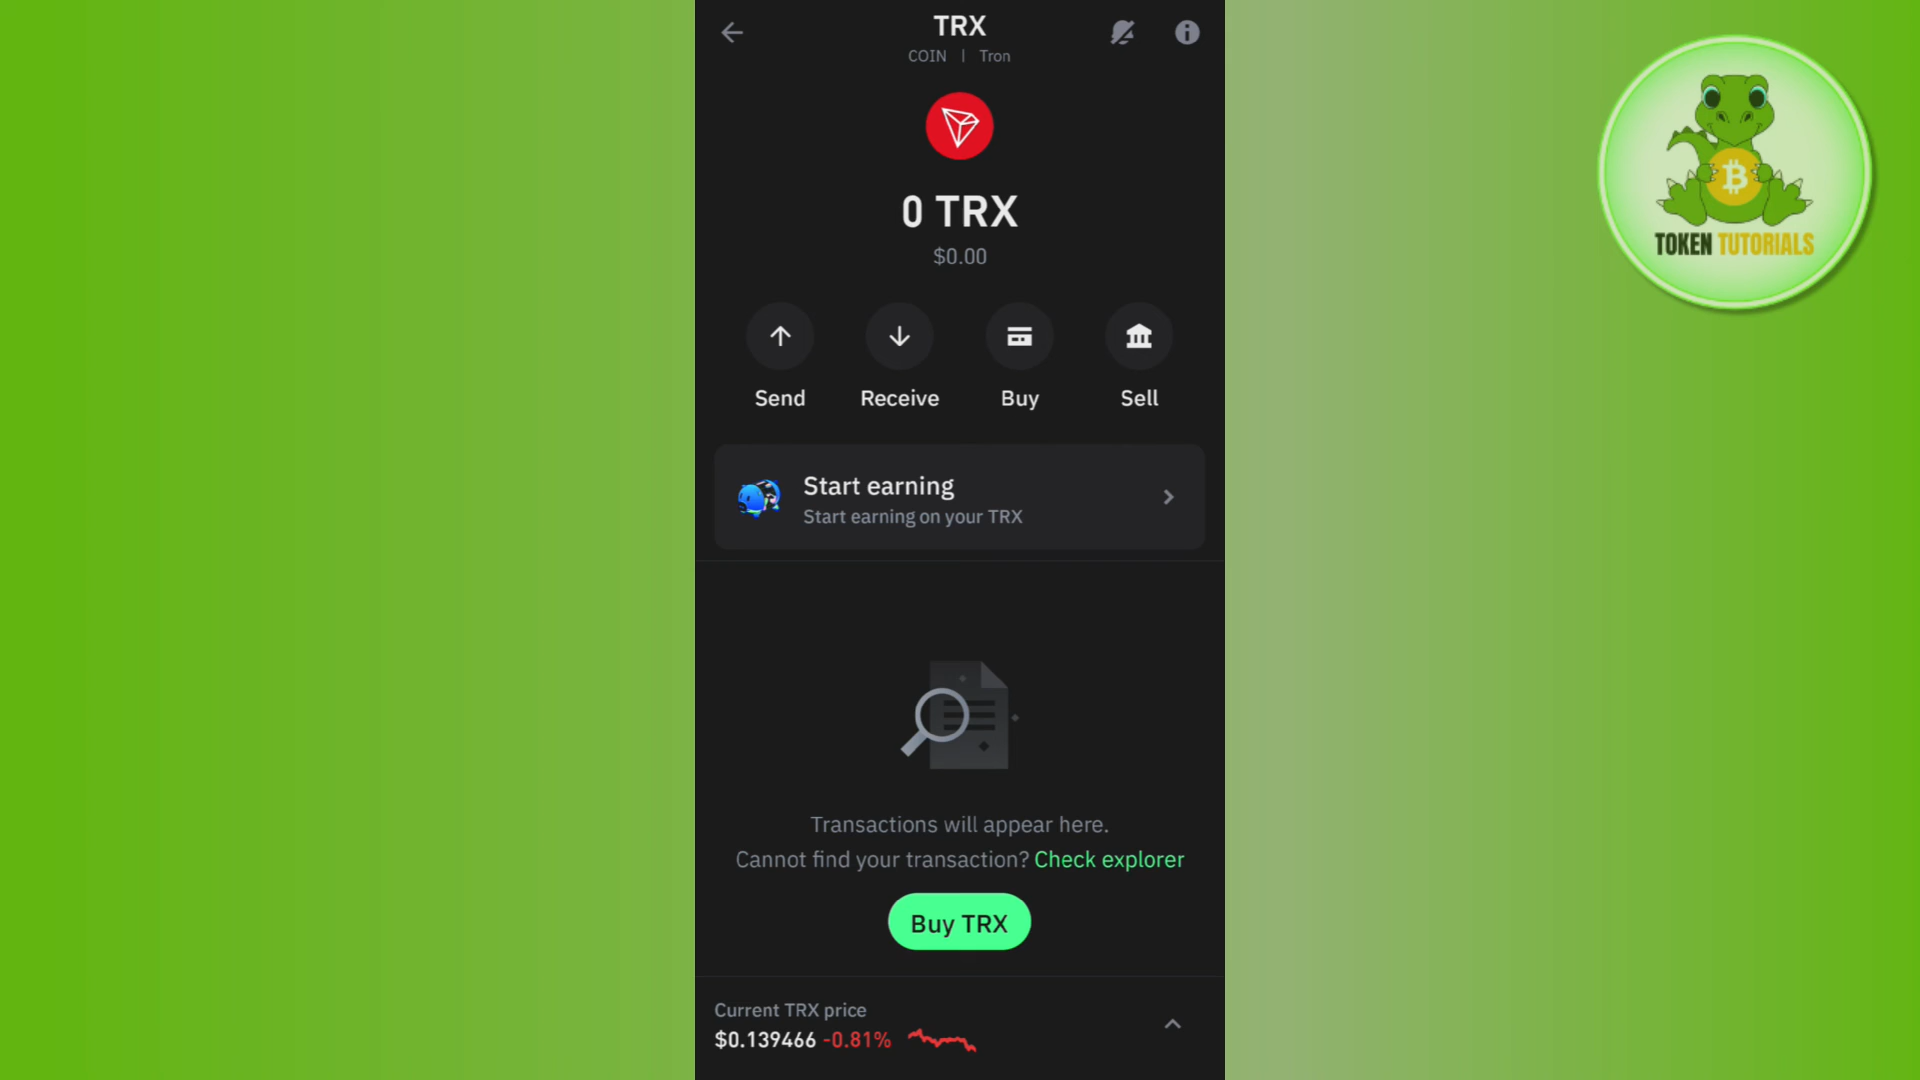 TRX
COIN | Tron
0 TRX
$0.00
Send Receive Buy Sell
Start earning
Start earning on your TRX
Transactions will appear here.
Cannot find your transaction? Check explorer
Buy TRX
Current TRX price
$0.139466 -0.81%
TOKEN TUTORIALS